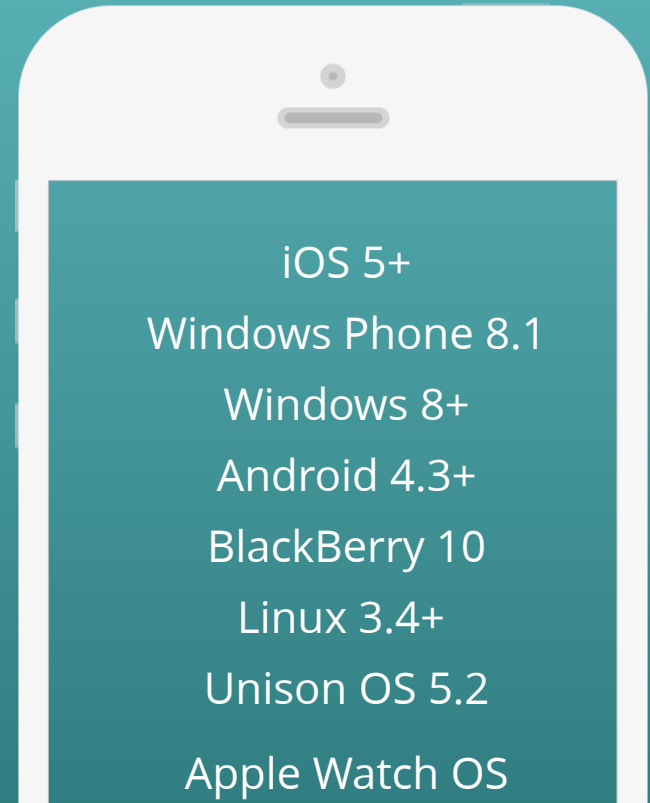 iOS 5+
Windows Phone 8.1
Windows 8+
Android 4.3+
BlackBerry 10
Linux 3.4+
Unison OS 5.2
Apple Watch OS